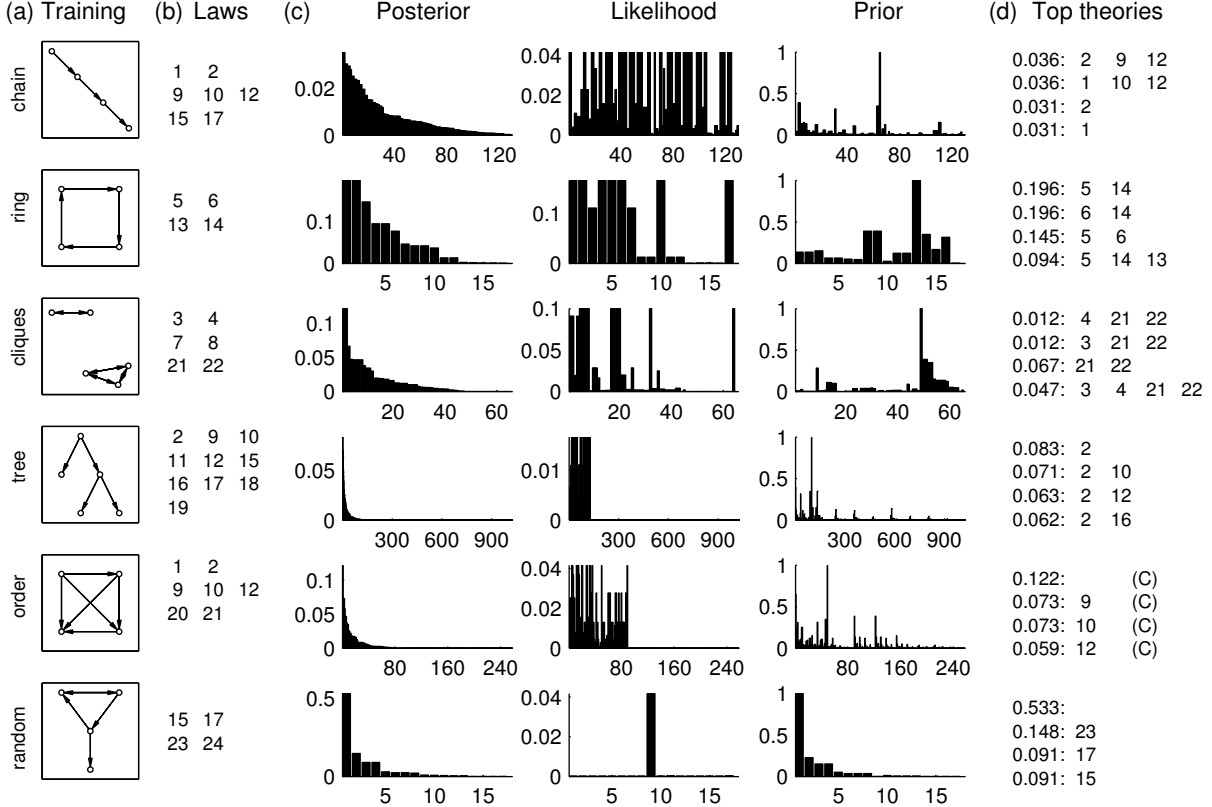 (a) Training (b) Laws (c) Posterior Likelihood Prior (d) Top theories
chain
1 2
9 10 12
15 17
0.02
0
40 80 120
0.04
0.02
0
40 80 120
1
0.5
0
40 80 120
0.036: 2 9 12
0.036: 1 10 12
0.031: 2
0.031: 1
ring
5 6
13 14
0.1
0
5 10 15
0.1
0
5 10 15
1
0.5
0
5 10 15
0.196: 5 14
0.196: 6 14
0.145: 5 6
0.094: 5 14 13
cliques
3 4
7 8
21 22
0.1
0.05
0
20 40 60
0.1
0.05
0
20 40 60
1
0.5
0
20 40 60
0.012: 4 21 22
0.012: 3 21 22
0.067: 21 22
0.047: 3 4 21 22
tree
2 9 10
11 12 15
16 17 18
19
0.05
0
300 600 900
0.01
0
300 600 900
1
0.5
0
300 600 900
0.083: 2
0.071: 2 10
0.063: 2 12
0.062: 2 16
order
1 2
9 10 12
20 21
0.1
0.05
0
80 160 240
0.04
0.02
0
80 160 240
1
0.5
0
80 160 240
0.122: (C)
0.073: 9 (C)
0.073: 10 (C)
0.059: 12 (C)
random
15 17
23 24
0.5
0
5 10 15
0.04
0.02
0
5 10 15
1
0.5
0
5 10 15
0.533:
0.148: 23
0.091: 17
0.091: 15